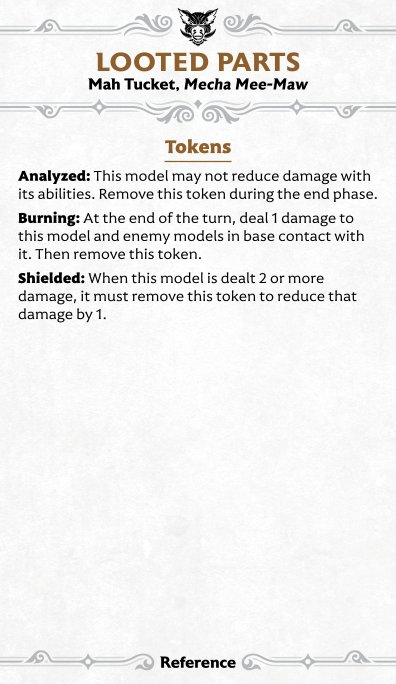 LOOTED PARTS
Mah Tucket, Mecha Mee-Maw
Tokens
Analyzed: This model may not reduce damage with
its abilities. Remove this token during the end phase.
Burning: At the end of the turn, deal 1 damage to
this model and enemy models in base contact with
it. Then remove this token.
Shielded: When this model is dealt 2 or more
damage, it must remove this token to reduce that
damage by 1.
Reference